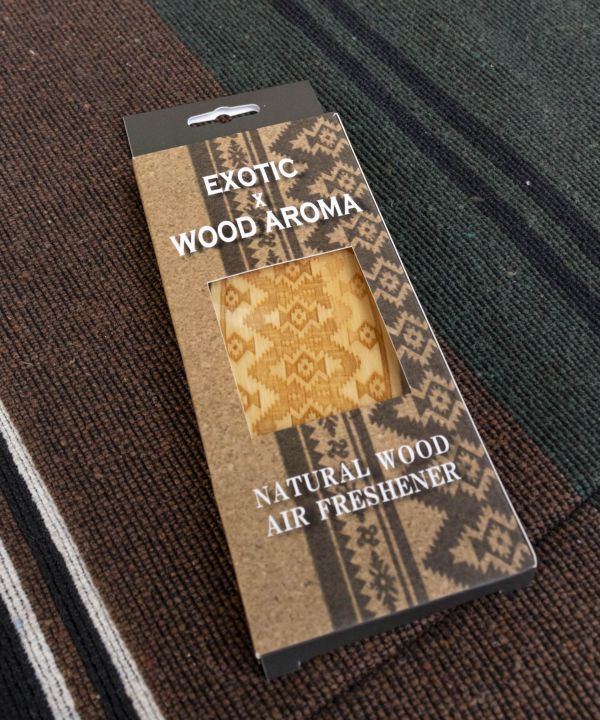 EXOTIC
X
WOOD AROMA
NATURAL WOOD
AIR FRESHENER